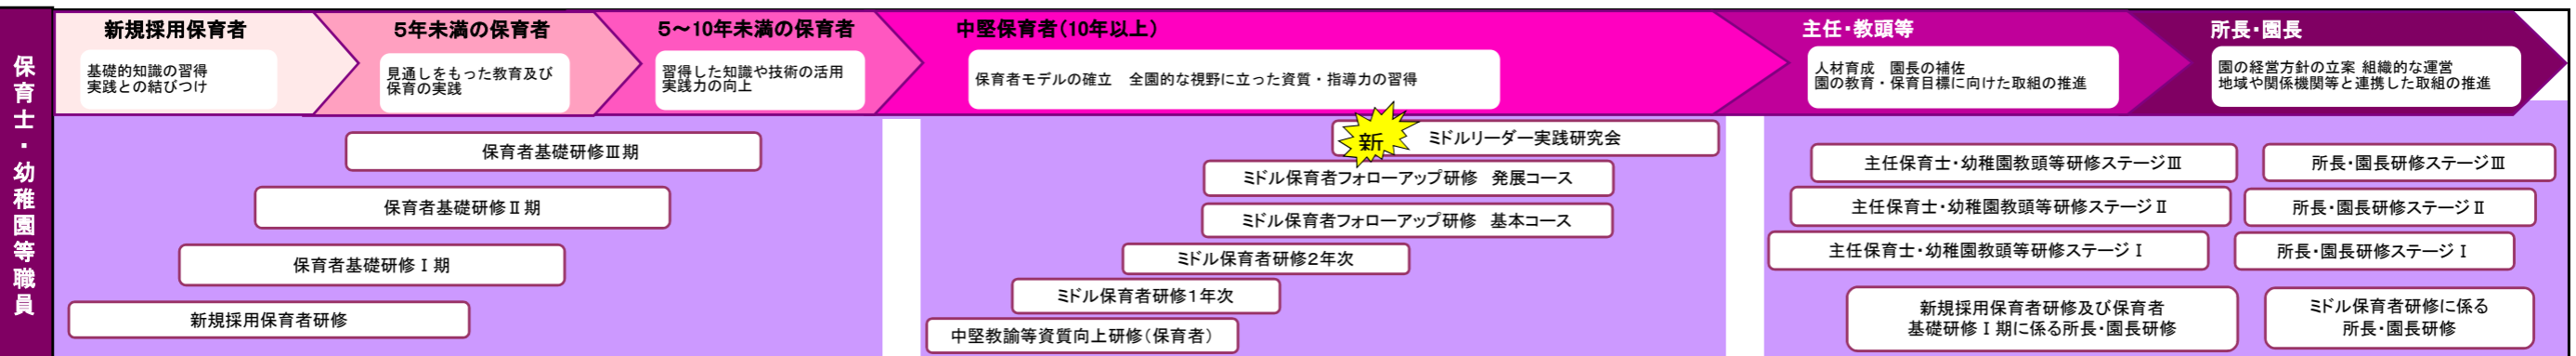 保育士・幼稚園等職員
新規採用保育者
基礎的知識の習得
実践との結びつけ
5年未満の保育者
見通しをもった教育及び
保育の実践
5～10年未満の保育者
習得した知識や技術の活用
実践力の向上
中堅保育者(10年以上)
保育者モデルの確立　全園的な視野に立った資質・指導力の習得
主任・教頭等
人材育成　園長の補佐
園の教育・保育目標に向けた取組の推進
所長・園長
園の経営方針の立案 組織的な運営
地域や関係機関等と連携した取組の推進
保育者基礎研修Ⅲ期
保育者基礎研修Ⅱ期
保育者基礎研修Ⅰ期
新規採用保育者研修
新
ミドルリーダー実践研究会
ミドル保育者フォローアップ研修　発展コース
ミドル保育者フォローアップ研修　基本コース
ミドル保育者研修2年次
ミドル保育者研修1年次
中堅教諭等資質向上研修(保育者)
主任保育士・幼稚園教頭等研修ステージⅢ
主任保育士・幼稚園教頭等研修ステージⅡ
主任保育士・幼稚園教頭等研修ステージⅠ
新規採用保育者研修及び保育者
基礎研修Ⅰ期に係る所長・園長研修
所長・園長研修ステージⅢ
所長・園長研修ステージⅡ
所長・園長研修ステージⅠ
ミドル保育者研修に係る
所長・園長研修